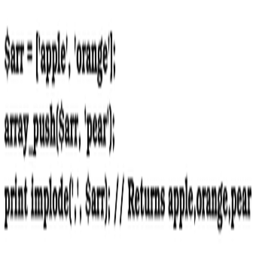 $arr = ['apple', 'orange'];
array_push($arr, 'pear');
print implode(',', $arr); // Returns apple,orange,pear